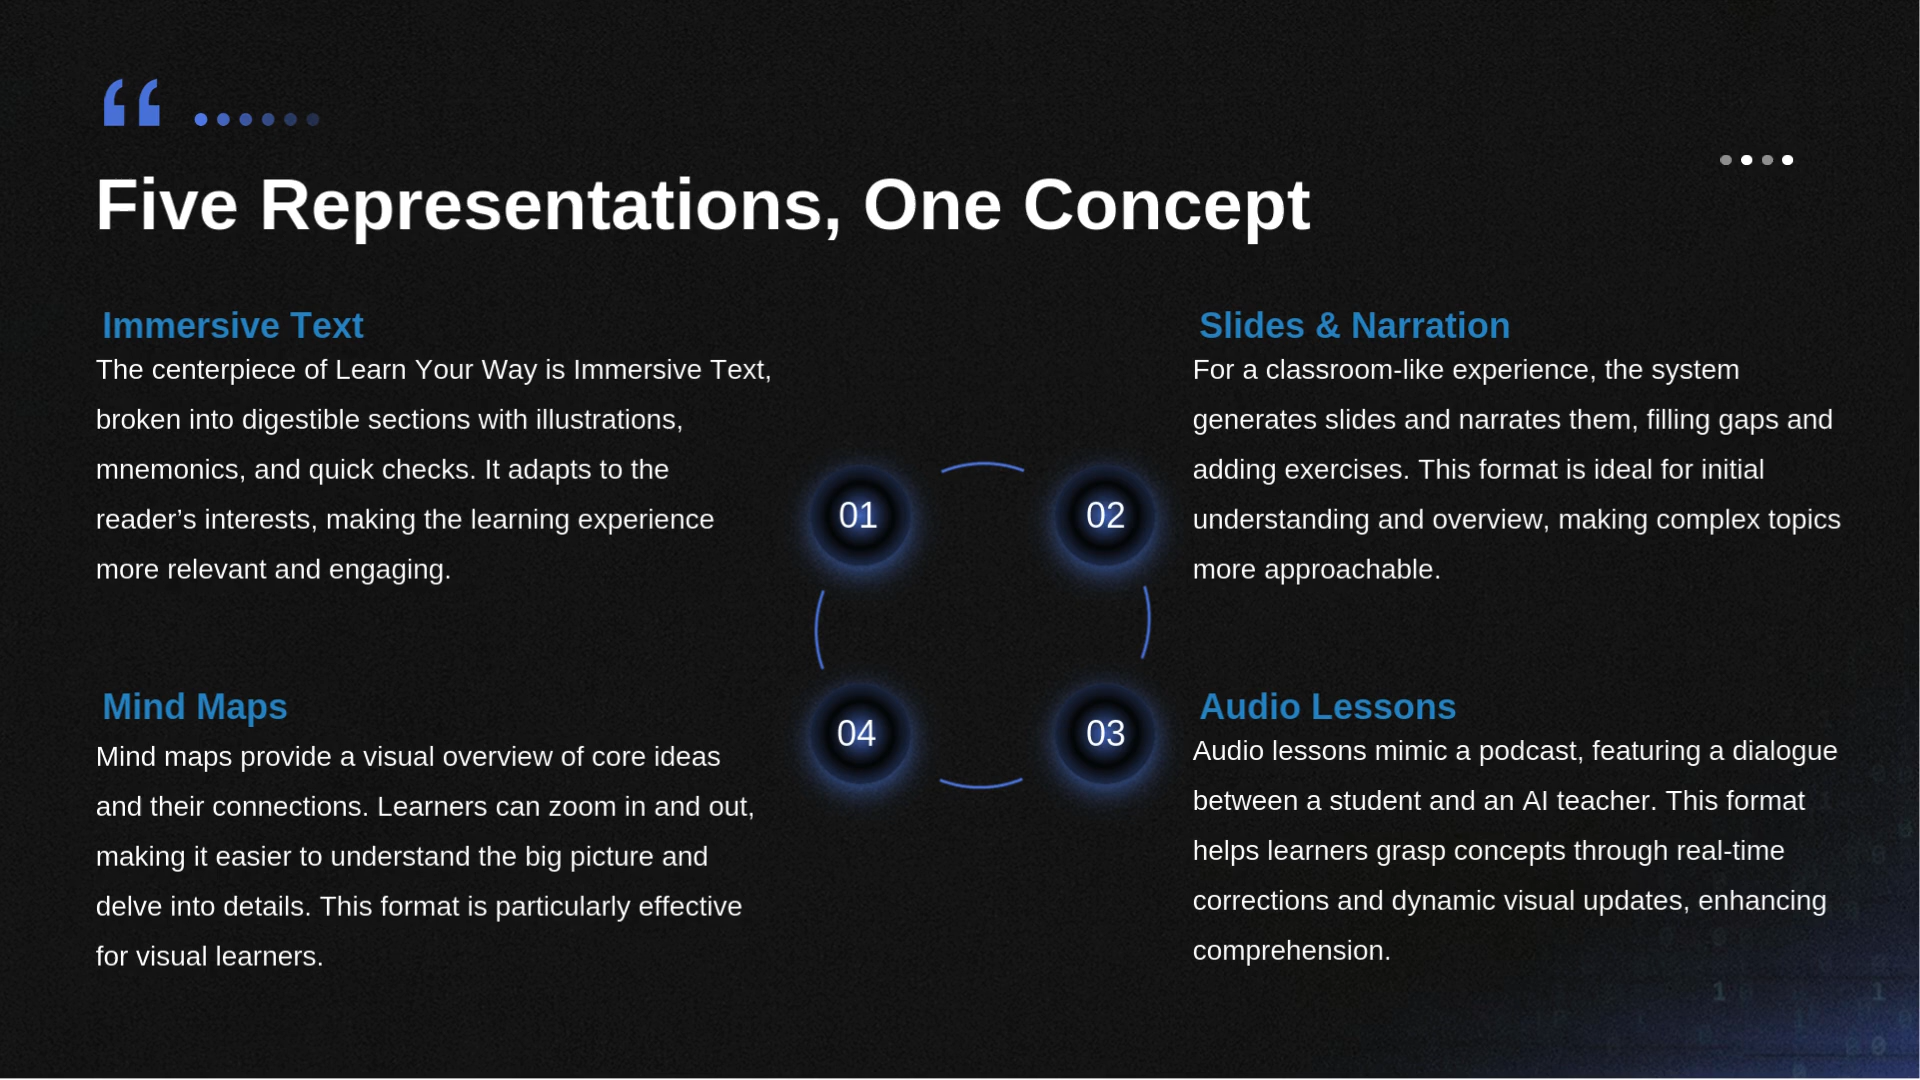 “
Five Representations, One Concept
Immersive Text
The centerpiece of Learn Your Way is Immersive Text,
broken into digestible sections with illustrations,
mnemonics, and quick checks. It adapts to the
reader’s interests, making the learning experience
more relevant and engaging.
Slides & Narration
For a classroom-like experience, the system
generates slides and narrates them, filling gaps and
adding exercises. This format is ideal for initial
understanding and overview, making complex topics
more approachable.
01
02
04
03
Mind Maps
Mind maps provide a visual overview of core ideas
and their connections. Learners can zoom in and out,
making it easier to understand the big picture and
delve into details. This format is particularly effective
for visual learners.
Audio Lessons
Audio lessons mimic a podcast, featuring a dialogue
between a student and an AI teacher. This format
helps learners grasp concepts through real-time
corrections and dynamic visual updates, enhancing
comprehension.